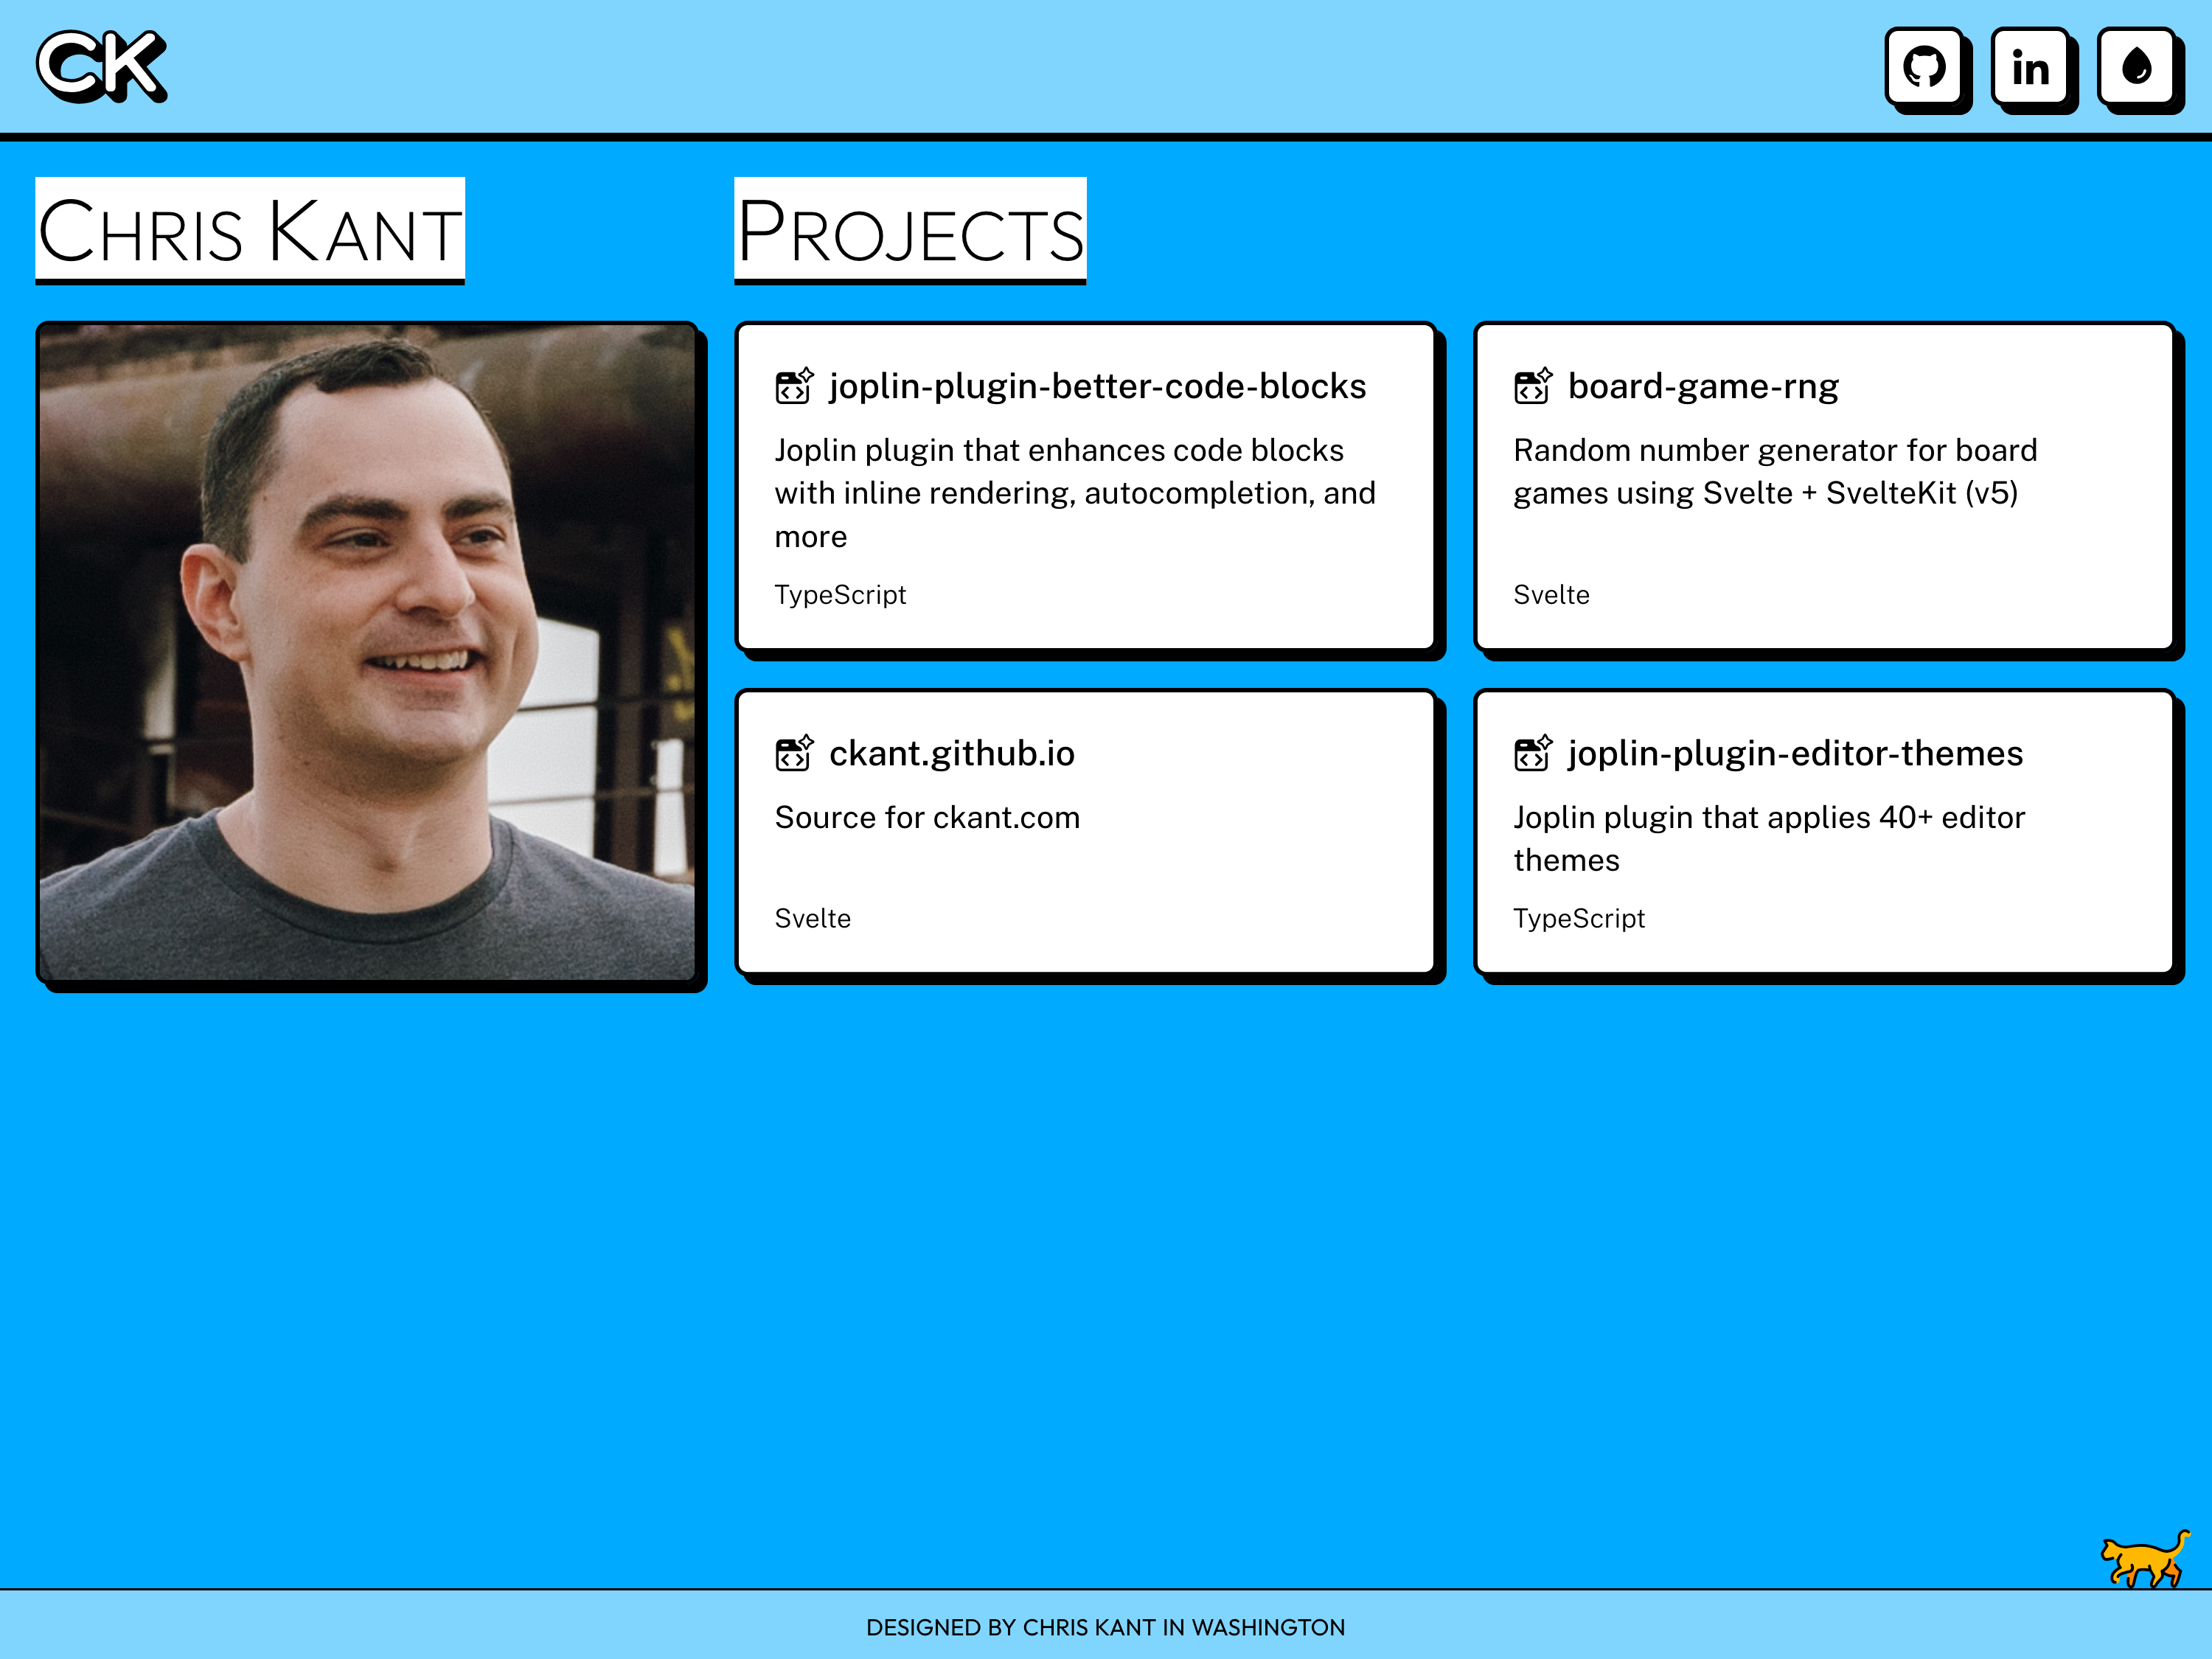 CK
in
CHRIS KANT
PROJECTS
joplin-plugin-better-code-blocks
Joplin plugin that enhances code blocks
with inline rendering, autocompletion, and
more
TypeScript
board-game-rng
Random number generator for board
games using Svelte + SvelteKit (v5)
Svelte
ckant.github.io
Source for ckant.com
Svelte
joplin-plugin-editor-themes
Joplin plugin that applies 40+ editor
themes
TypeScript
DESIGNED BY CHRIS KANT IN WASHINGTON